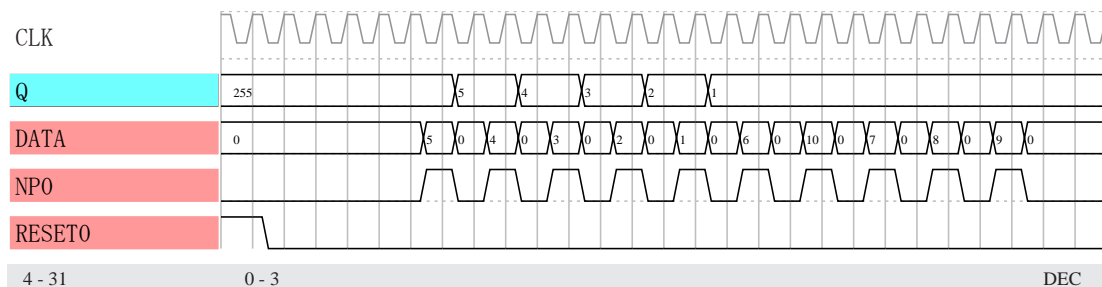 CLK
Q 255 5 4 3 2 1
DATA 0 5 0 4 0 3 0 2 0 1 0 6 0 10 0 7 0 8 0 9 0
NPO
RESETO
4 - 31 0 - 3 DEC